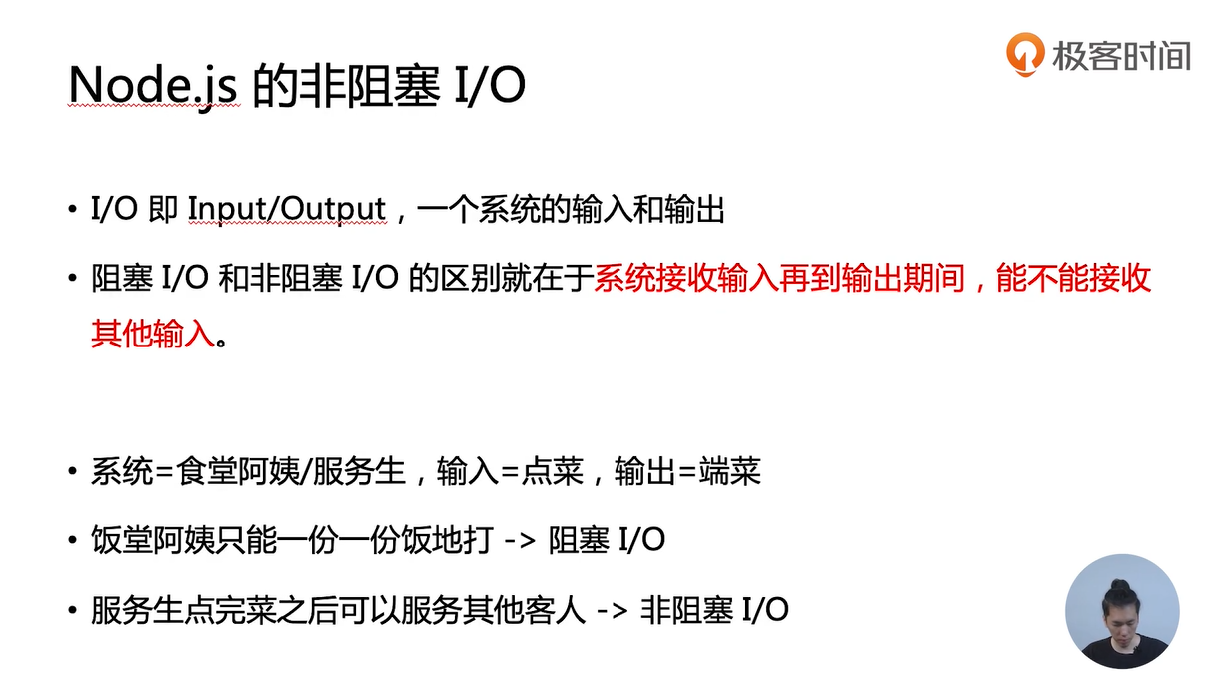 极客时间
Node.js 的非阻塞 I/O
• I/O 即 Input/Output，一个系统的输入和输出
• 阻塞 I/O 和非阻塞 I/O 的区别就在于系统接收输入再到输出期间，能不能接收
其他输入。
• 系统=食堂阿姨/服务生，输入=点菜，输出=端菜
• 饭堂阿姨只能一份一份饭地打 -> 阻塞 I/O
• 服务生点完菜之后可以服务其他客人 -> 非阻塞 I/O